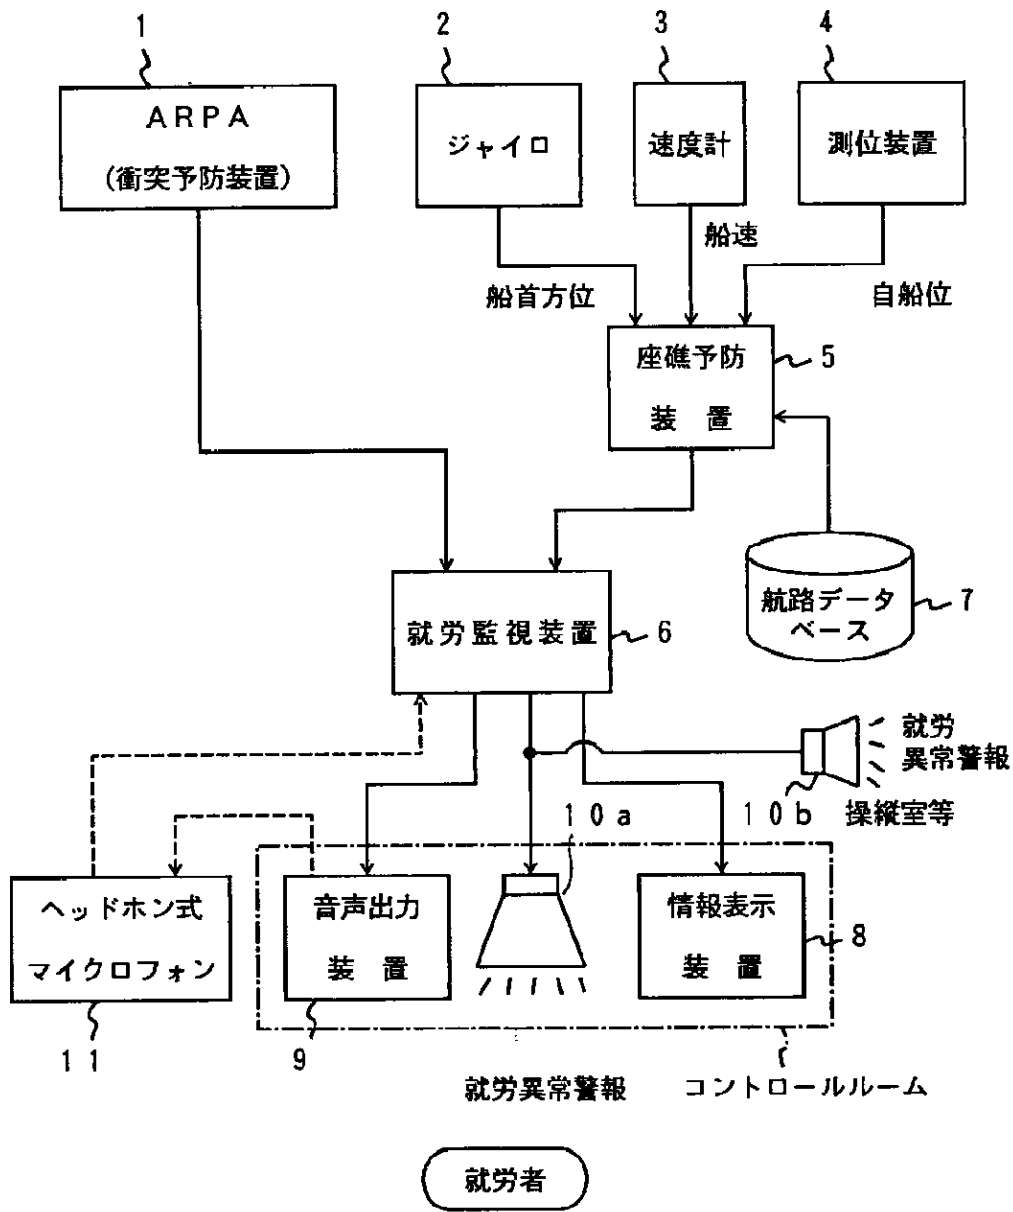 1
2
3
4
ARPA
(衝突予防装置)
ジャイロ
速度計
測位装置
船速
船首方位
自船位
座礁予防
装 置
5
航路データ
ベース
7
就労監視装置
6
就労
異常警報
10a
10b
操縦室等
ヘッドホン式
マイクロフォン
音声出力
装 置
情報表示
装 置
8
11
9
就労異常警報
コントロールルーム
就労者